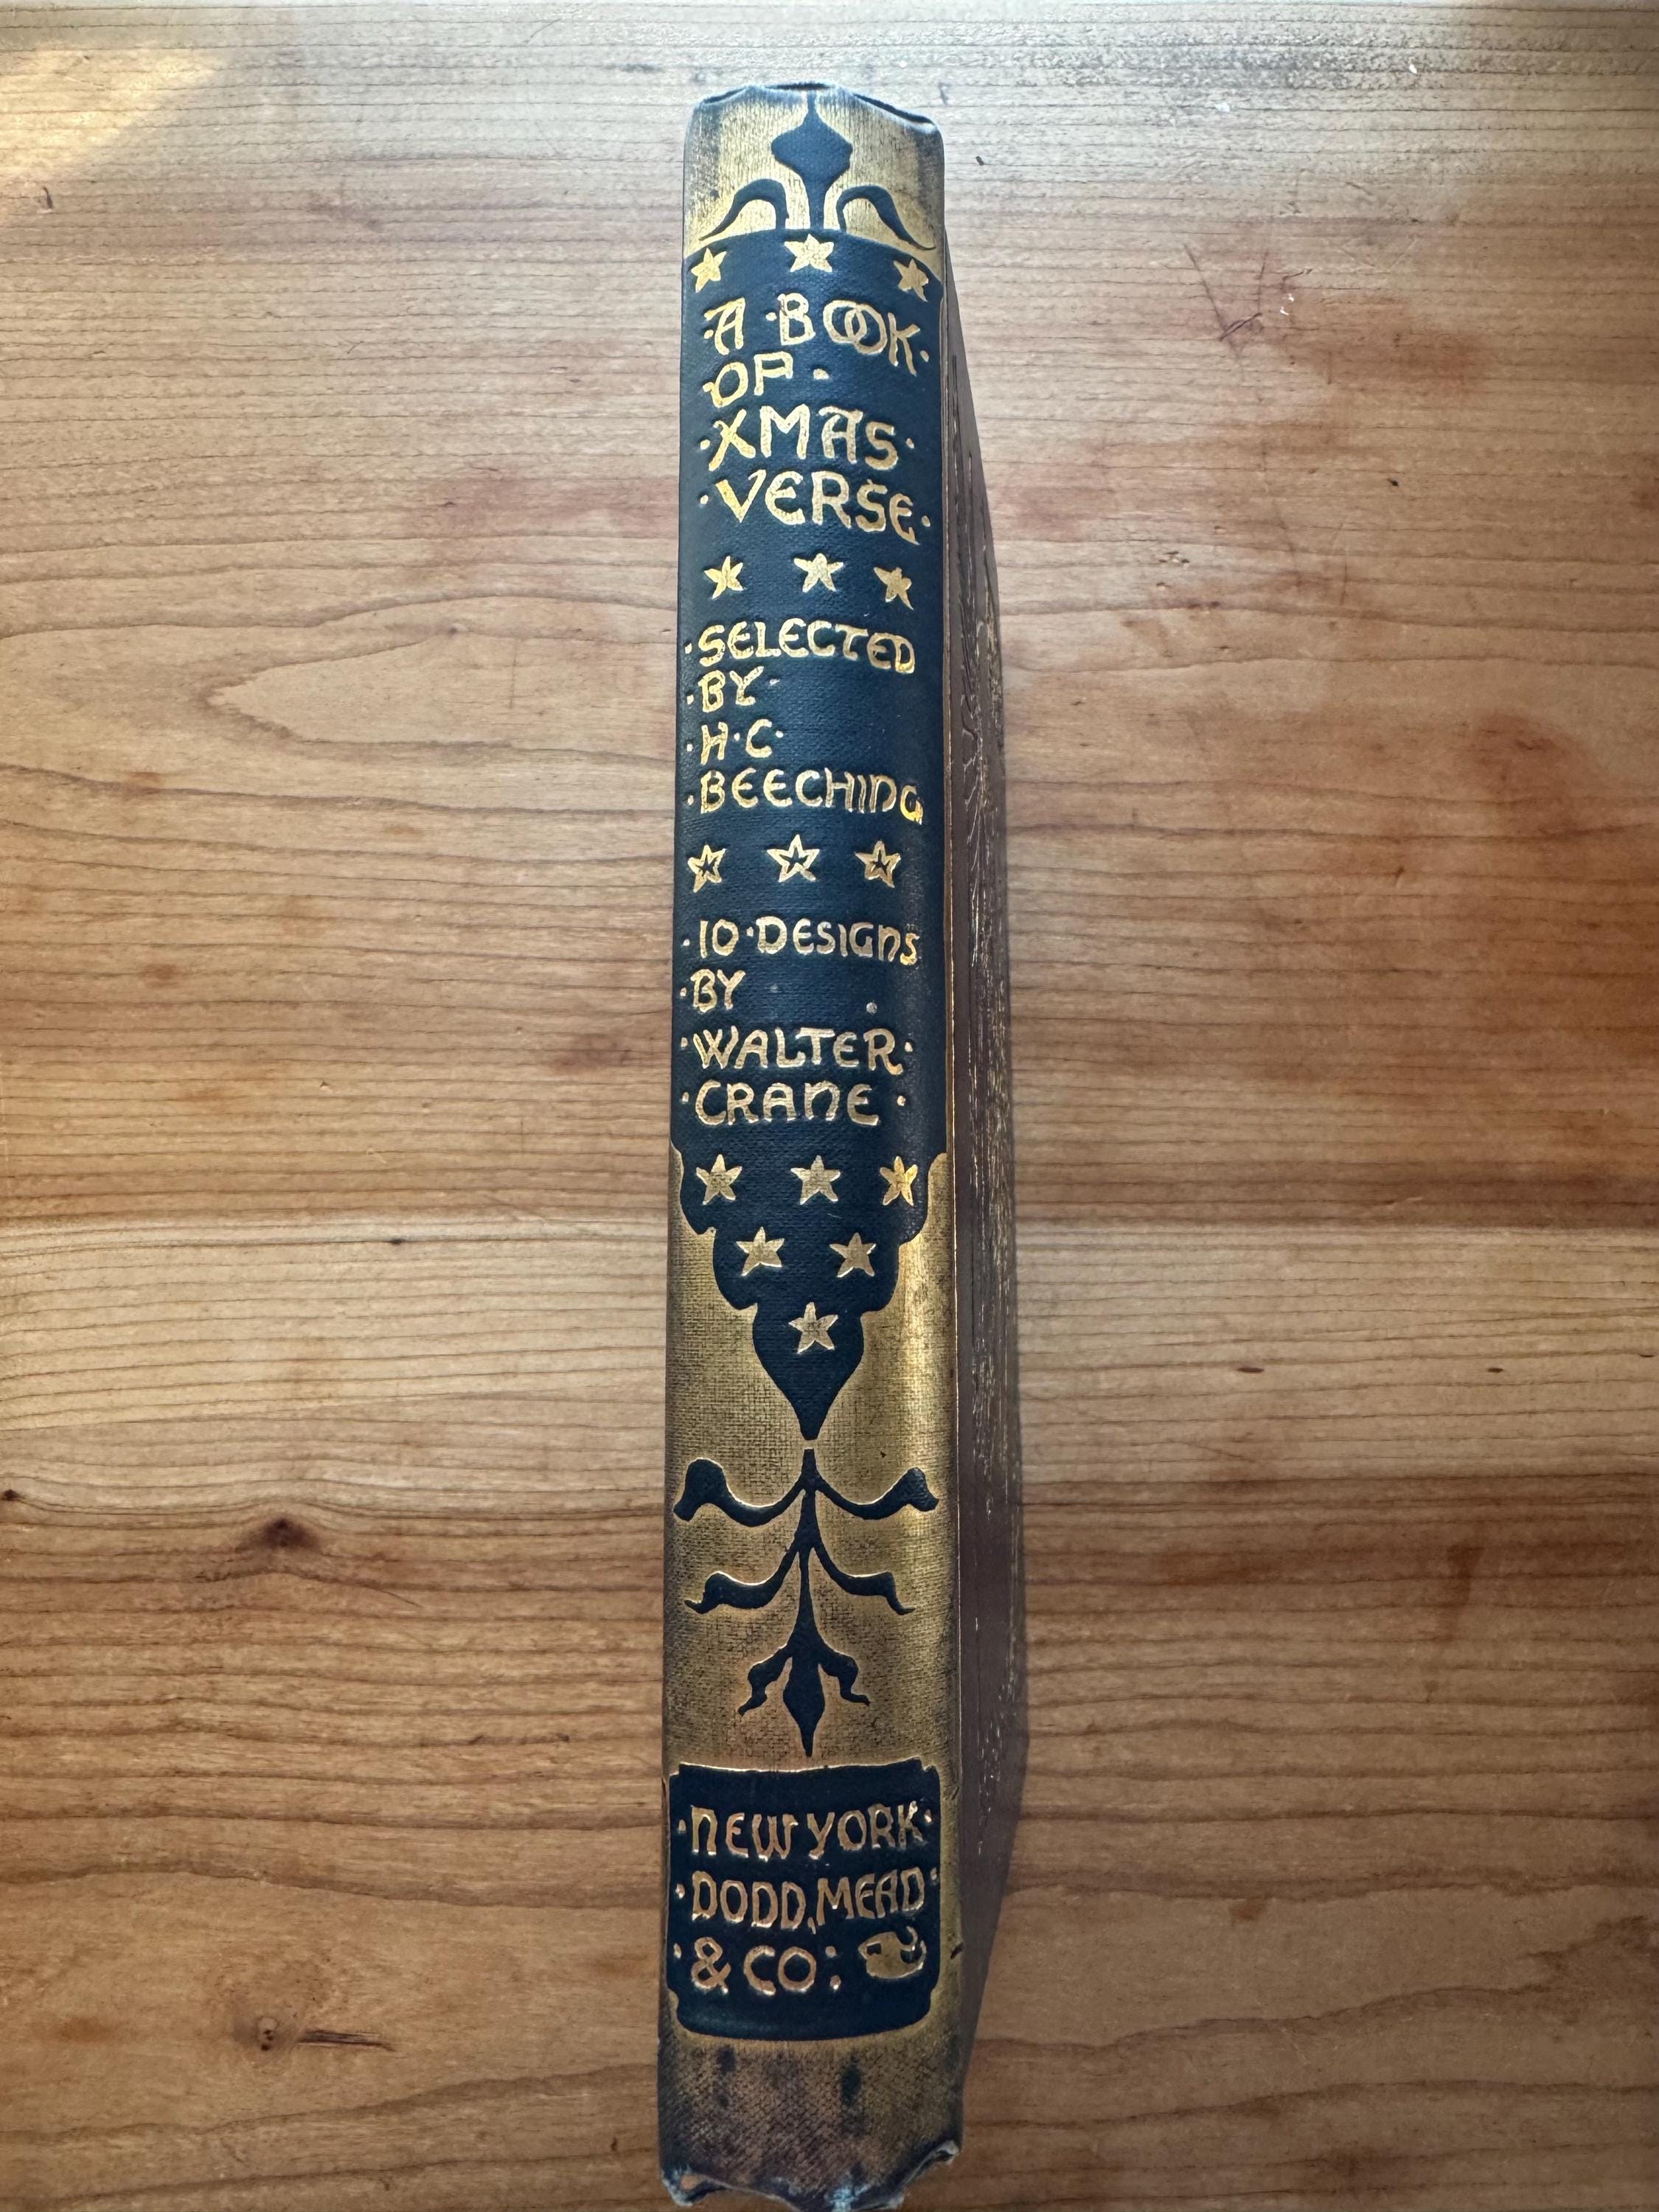 ·A·BOOK·
OF·
·XMAS·
·VERSE·
·SELECTED
·BY·
·H·C·
·BEECHING
·10·DESIGNS
·BY
·WALTER·
·CRANE·
·NEW YORK·
·DODD, MEAD·
·& CO: